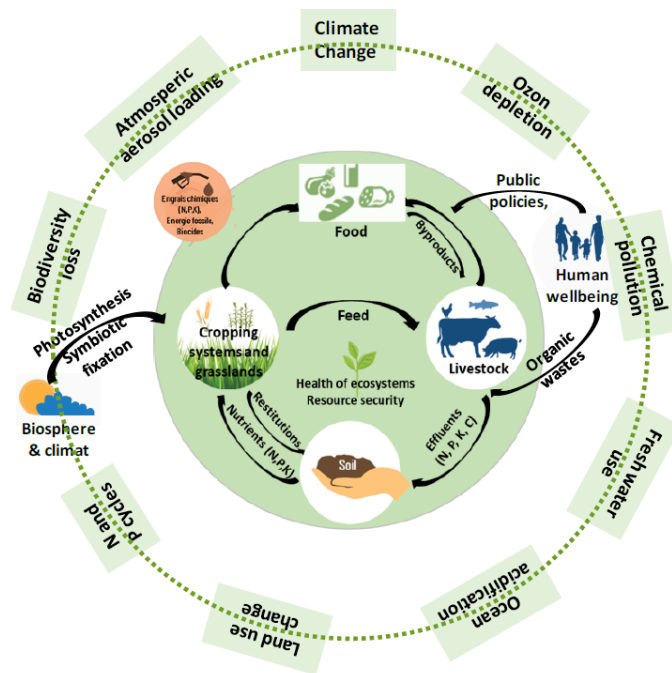 Climate
Change
Ozon
depletion
Chemical
pollution
Fresh water
use
Ocean
acidification
Land use
change
N and
P cycles
Biodiversity
loss
Atmosperic
aerosol loading
Engrais chimiques
(N,P,K),
Energie fossile,
Biocides
Food
Byproducts
Public
policies,
Human
wellbeing
Organic
wastes
Photosynthesis
Symbiotic
fixation
Biosphere
& climat
Cropping
systems and
grasslands
Feed
Livestock
Health of ecosystems
Resource security
Restitutions
Nutrients (N,P,K)
Effluents
(N, P, K, C)
Soil